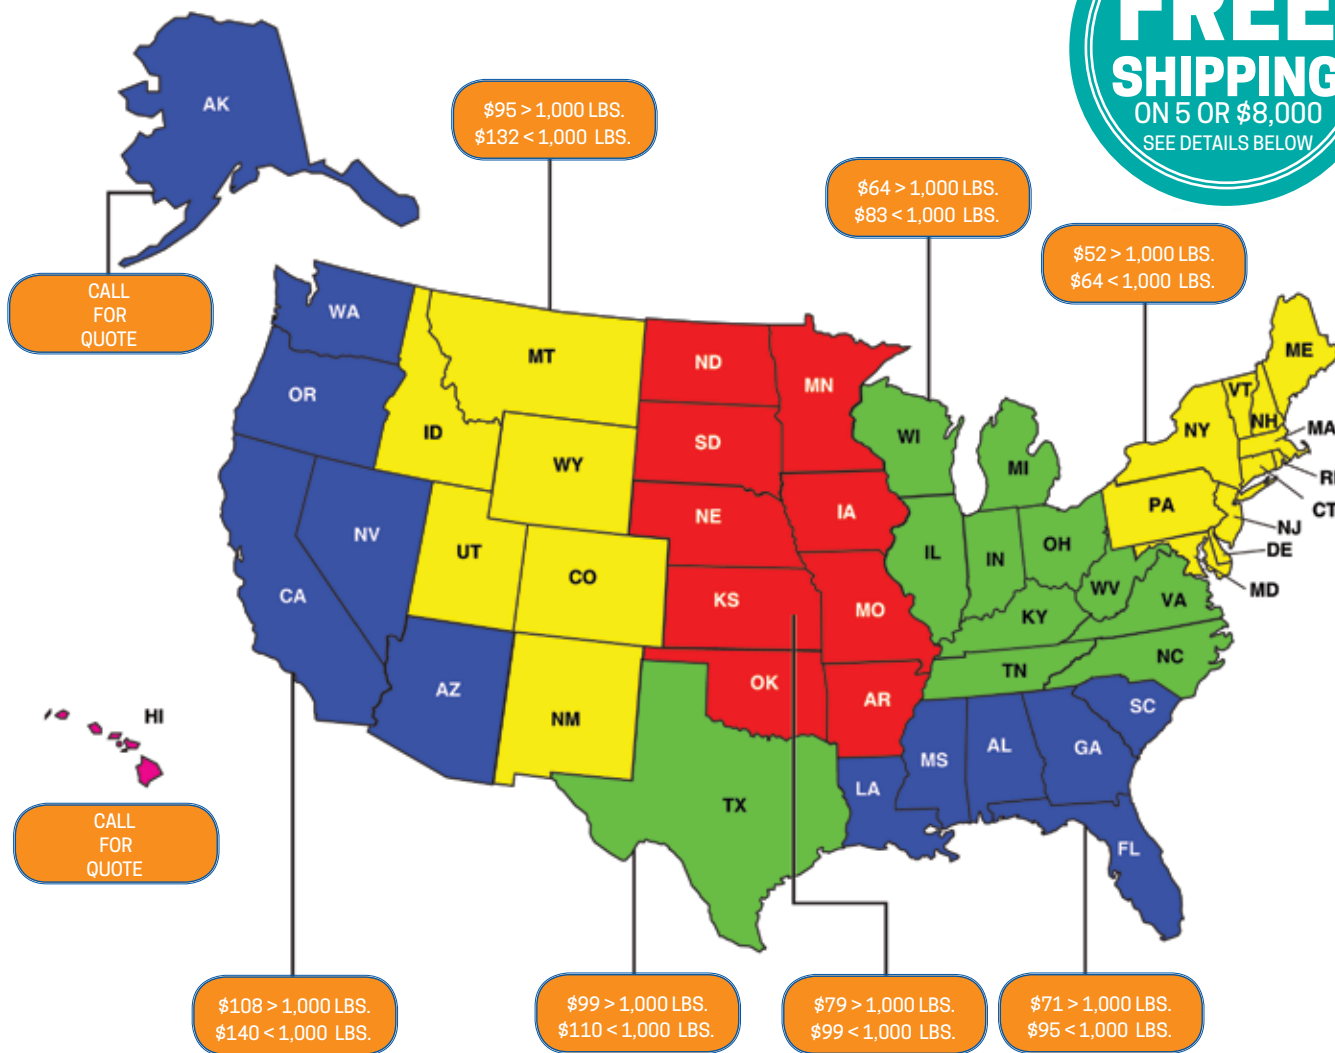 FREE
SHIPPING
ON 5 OR $8,000
SEE DETAILS BELOW
AK
$95 > 1,000 LBS.
$132 < 1,000 LBS.
$64 > 1,000 LBS.
$83 < 1,000 LBS.
$52 > 1,000 LBS.
$64 < 1,000 LBS.
CALL
FOR
QUOTE
WA
OR
CA
NV
MT
ID
WY
UT
CO
AZ
NM
ND
SD
NE
KS
OK
MN
IA
MO
AR
TX
WI
MI
IL
IN
OH
KY
WV
VA
TN
NC
LA
MS
AL
GA
SC
FL
ME
VT
NH
NY
MA
RI
CT
PA
NJ
DE
MD
HI
CALL
FOR
QUOTE
$108 > 1,000 LBS.
$140 < 1,000 LBS.
$99 > 1,000 LBS.
$110 < 1,000 LBS.
$79 > 1,000 LBS.
$99 < 1,000 LBS.
$71 > 1,000 LBS.
$95 < 1,000 LBS.